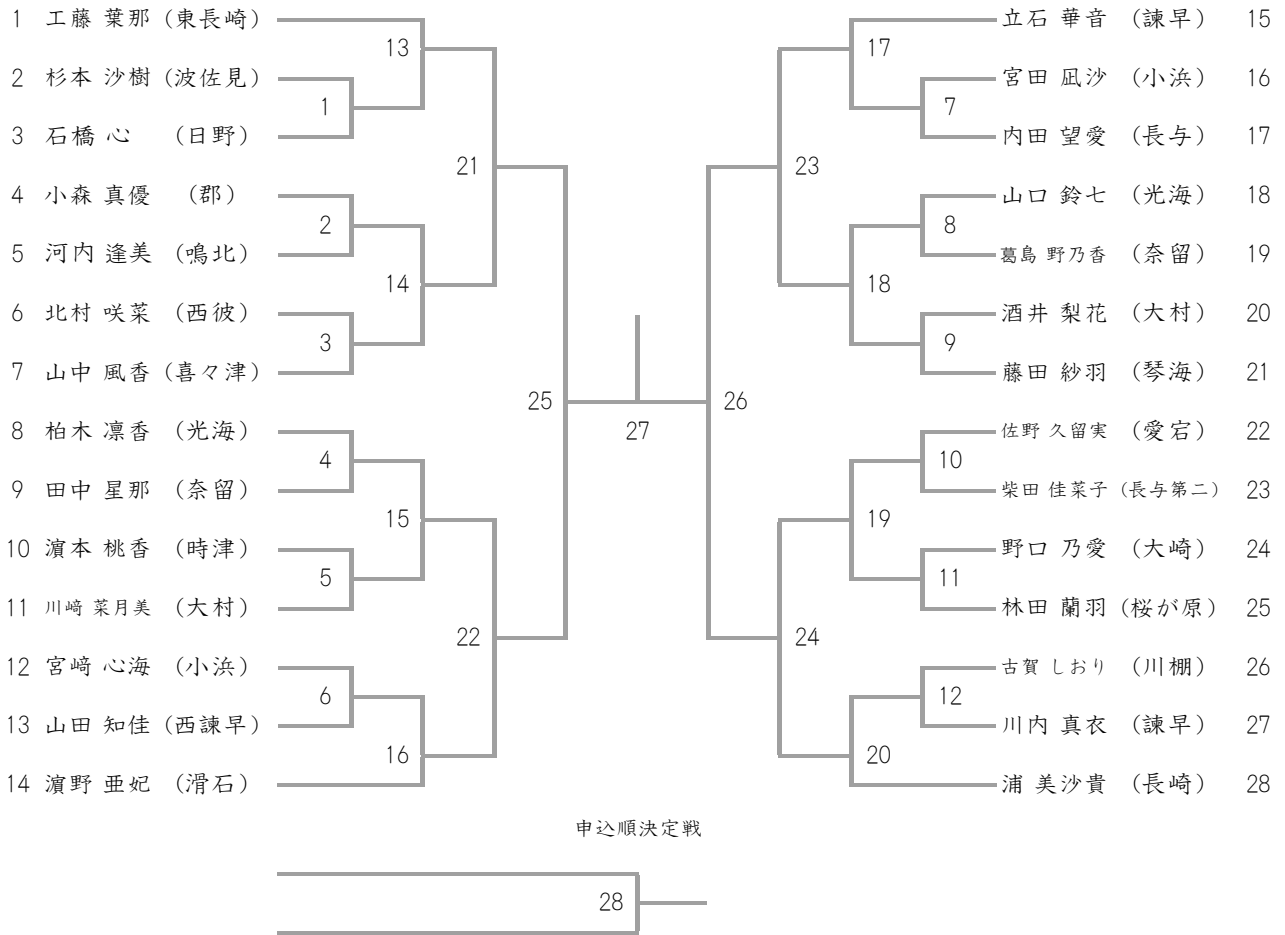 1 工藤 葉那 (東長崎)
2 杉本 沙樹 (波佐見)
3 石橋 心 (日野)
4 小森 真優 (郡)
5 河内 逢美 (鳴北)
6 北村 咲菜 (西彼)
7 山中 風香 (喜々津)
8 柏木 凛香 (光海)
9 田中 星那 (奈留)
10 濵本 桃香 (時津)
11 川﨑 菜月美 (大村)
12 宮﨑 心海 (小浜)
13 山田 知佳 (西諫早)
14 濵野 亜妃 (滑石)
13
1
21
2
14
3
25
4
15
5
22
6
16
27
17
7
23
8
18
9
26
10
19
11
24
12
20
立石 華音 (諫早) 15
宮田 凪沙 (小浜) 16
内田 望愛 (長与) 17
山口 鈴七 (光海) 18
葛島 野乃香 (奈留) 19
酒井 梨花 (大村) 20
藤田 紗羽 (琴海) 21
佐野 久留実 (愛宕) 22
柴田 佳菜子 (長与第二) 23
野口 乃愛 (大崎) 24
林田 蘭羽 (桜が原) 25
古賀 しおり (川棚) 26
川内 真衣 (諫早) 27
浦 美沙貴 (長崎) 28
申込順決定戦
28